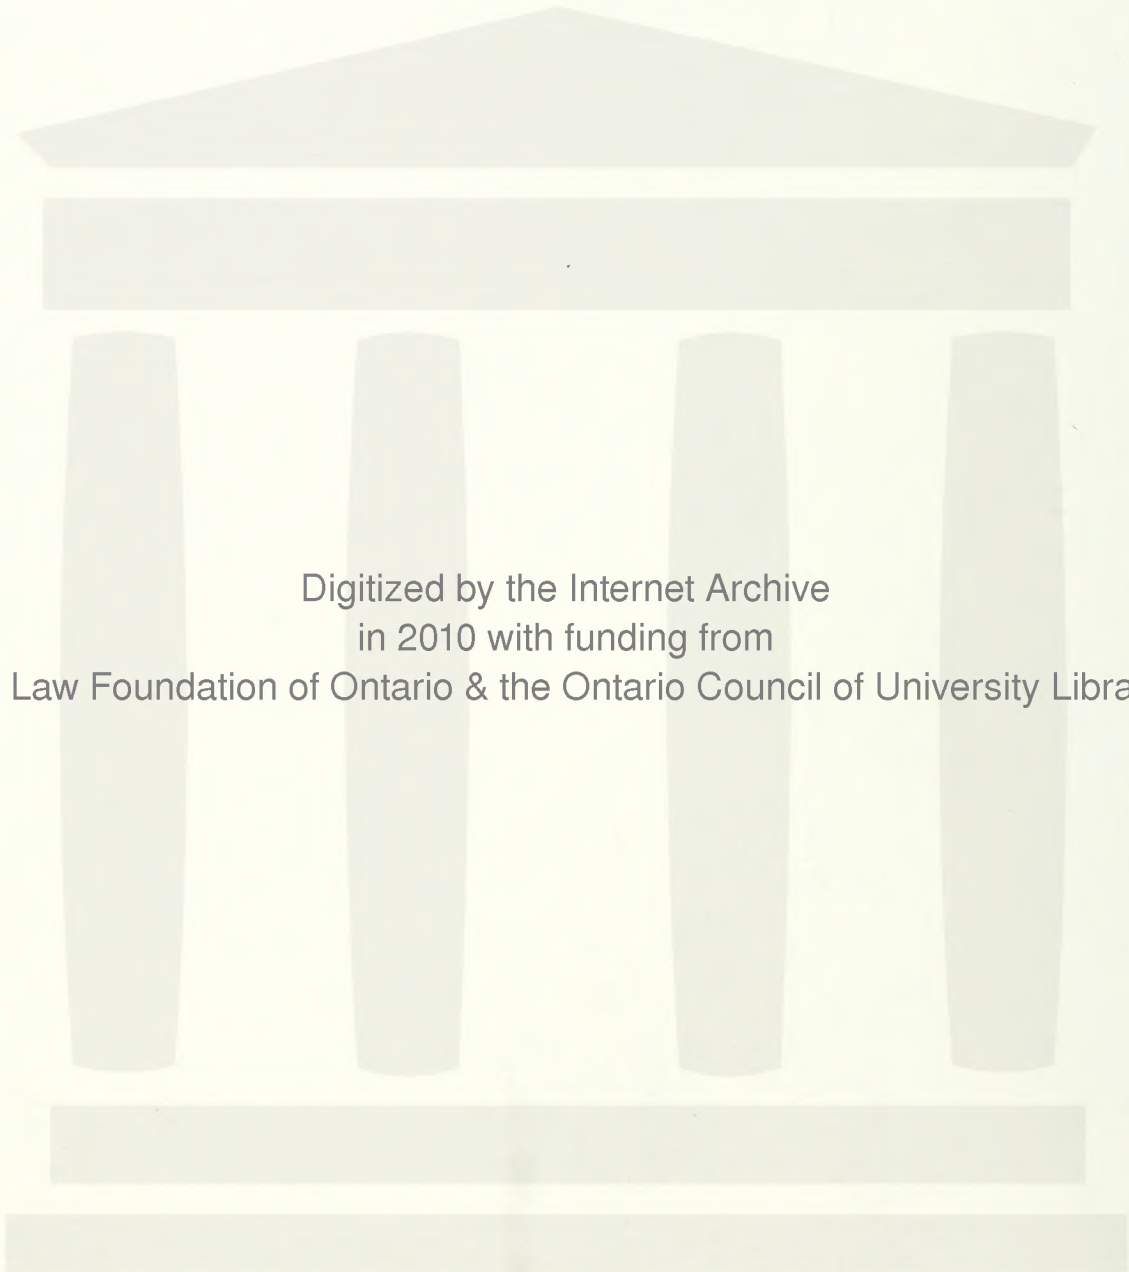 Digitized by the Internet Archive
in 2010 with funding from
Law Foundation of Ontario & the Ontario Council of University